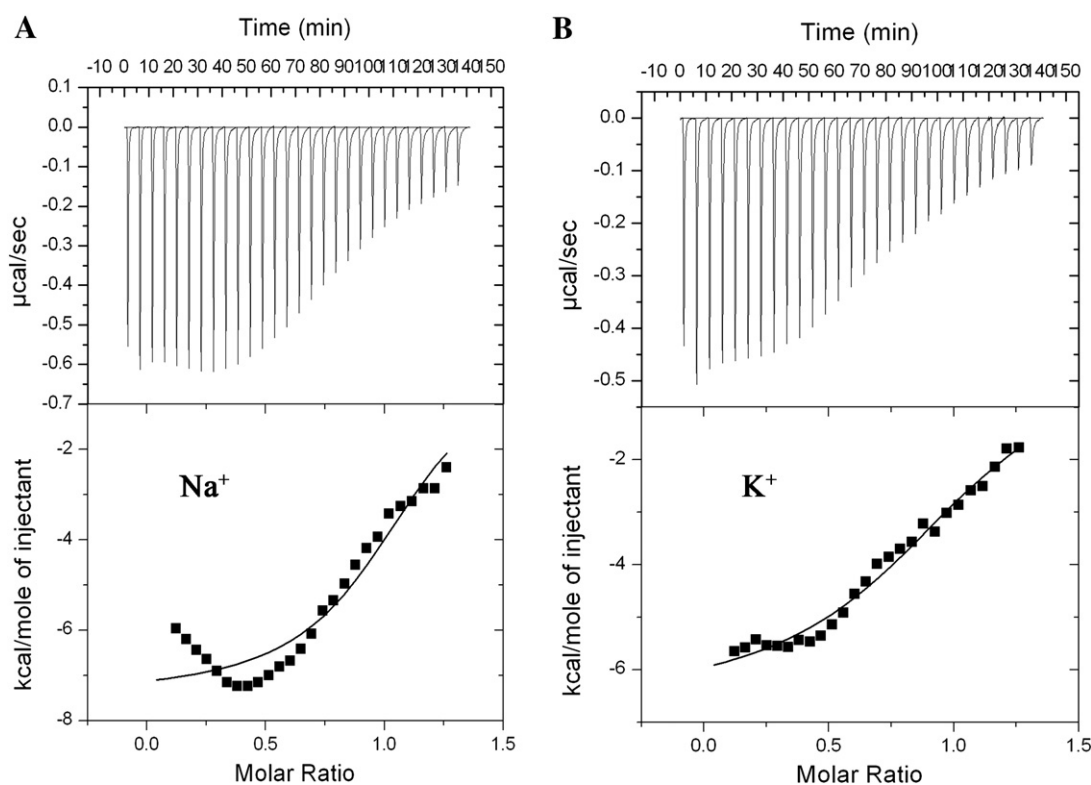 A
Time (min)
-10 0 10 20 30 40 50 60 70 80 90 100 110 120 130 140 150
0.1
0.0
-0.1
-0.2
-0.3
-0.4
-0.5
-0.6
-0.7
µcal/sec
-2
-4
-6
-8
kcal/mole of injectant
Na⁺
0.0 0.5 1.0 1.5
Molar Ratio
B
Time (min)
-10 0 10 20 30 40 50 60 70 80 90 100 110 120 130 140 150
0.0
-0.1
-0.2
-0.3
-0.4
-0.5
µcal/sec
-2
-4
-6
kcal/mole of injectant
K⁺
0.0 0.5 1.0 1.5
Molar Ratio